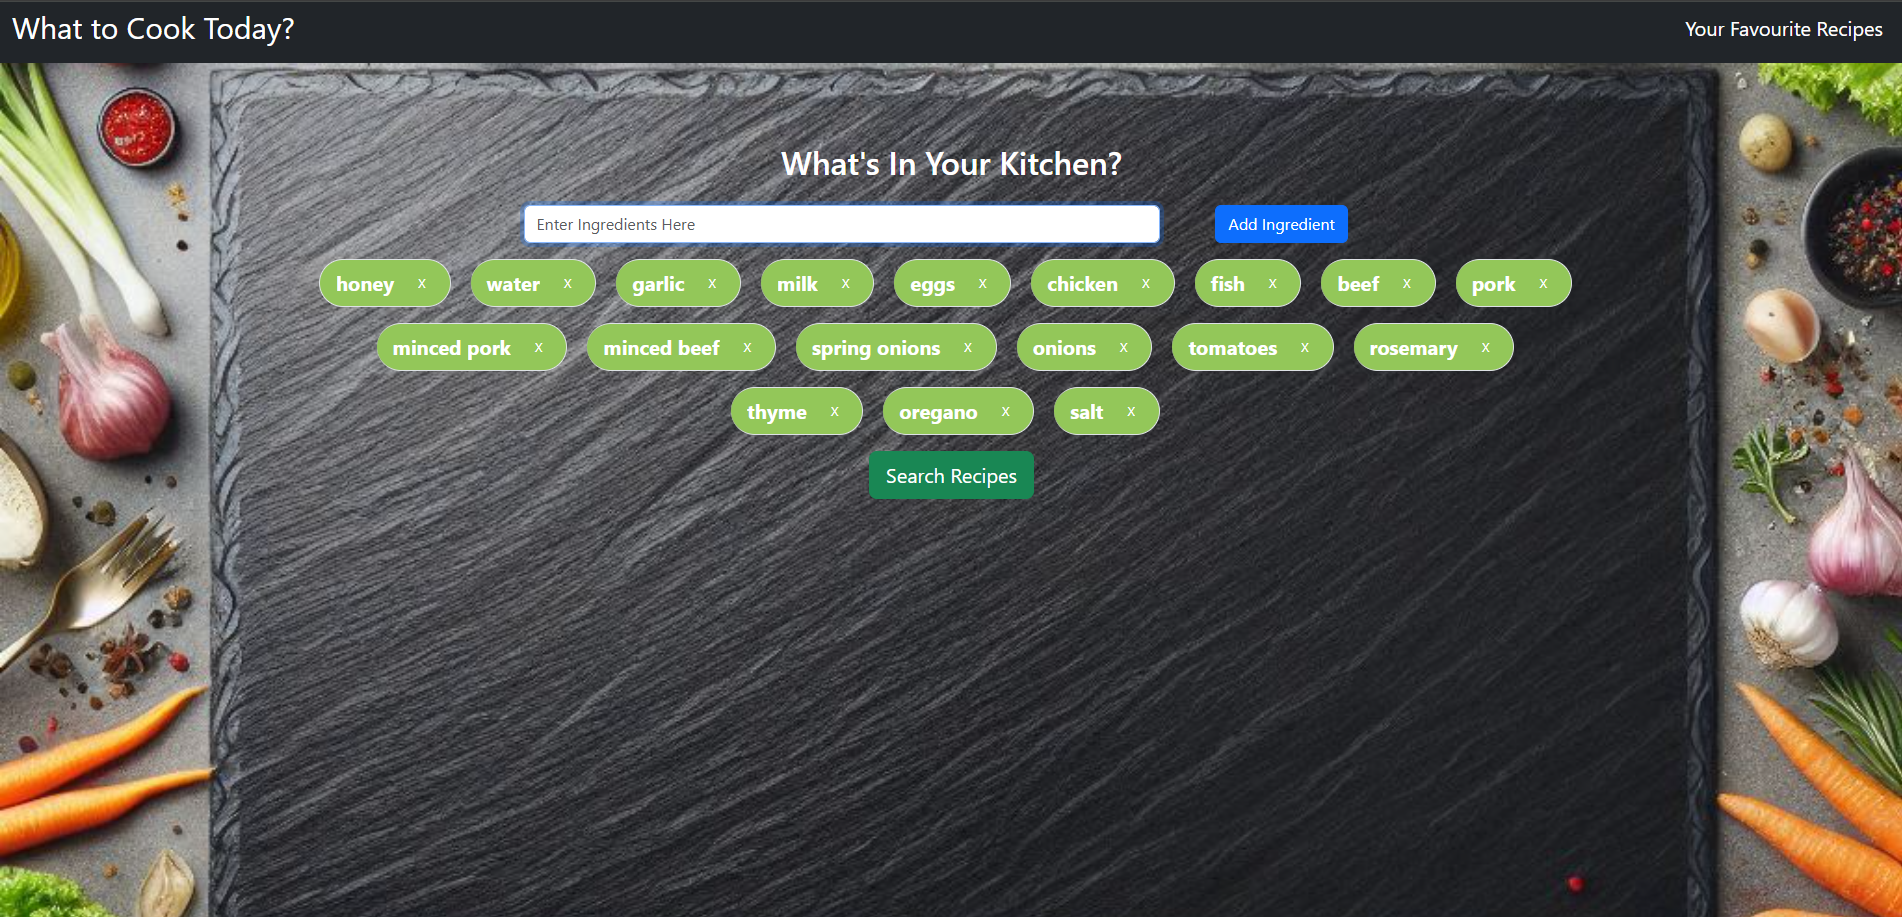 What to Cook Today? Your Favourite Recipes
What's In Your Kitchen?
Enter Ingredients Here Add Ingredient
honey x water x garlic x milk x eggs x chicken x fish x beef x pork x
minced pork x minced beef x spring onions x onions x tomatoes x rosemary x
thyme x oregano x salt x
Search Recipes